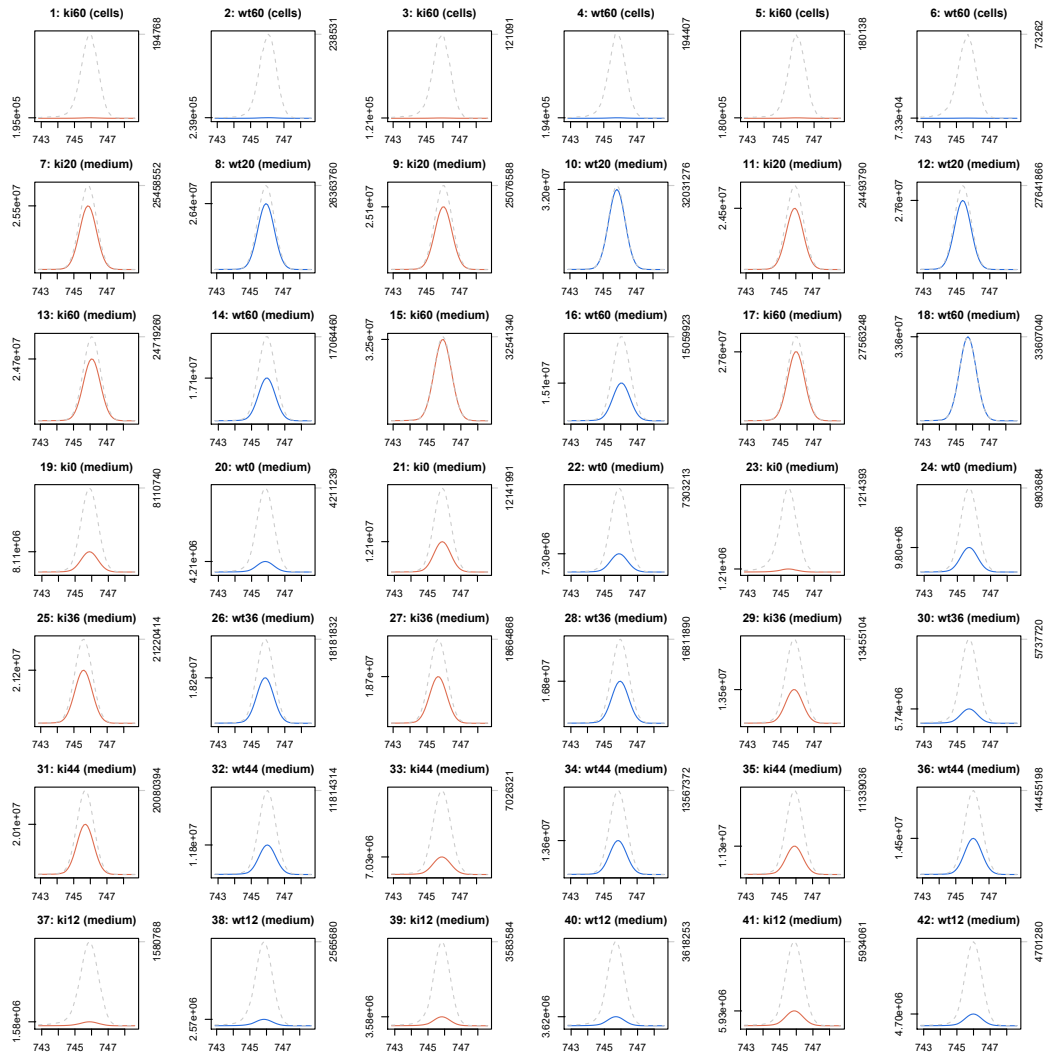 1: ki60 (cells)
1.95e+05
194768
743 745 747
2: wt60 (cells)
2.39e+05
238531
743 745 747
3: ki60 (cells)
1.21e+05
121091
743 745 747
4: wt60 (cells)
1.94e+05
194407
743 745 747
5: ki60 (cells)
1.80e+05
180138
743 745 747
6: wt60 (cells)
7.33e+04
73262
743 745 747
7: ki20 (medium)
2.55e+07
25458552
743 745 747
8: wt20 (medium)
2.64e+07
26363760
743 745 747
9: ki20 (medium)
2.51e+07
25076588
743 745 747
10: wt20 (medium)
3.20e+07
32031276
743 745 747
11: ki20 (medium)
2.45e+07
24493790
743 745 747
12: wt20 (medium)
2.76e+07
27641866
743 745 747
13: ki60 (medium)
2.47e+07
24719260
743 745 747
14: wt60 (medium)
1.71e+07
17064460
743 745 747
15: ki60 (medium)
3.25e+07
32541340
743 745 747
16: wt60 (medium)
1.51e+07
15059923
743 745 747
17: ki60 (medium)
2.76e+07
27563248
743 745 747
18: wt60 (medium)
3.36e+07
33607040
743 745 747
19: ki0 (medium)
8.11e+06
8110740
743 745 747
20: wt0 (medium)
4.21e+06
4211239
743 745 747
21: ki0 (medium)
1.21e+07
12141991
743 745 747
22: wt0 (medium)
7.30e+06
7303213
743 745 747
23: ki0 (medium)
1.21e+06
1214393
743 745 747
24: wt0 (medium)
9.80e+06
9803684
743 745 747
25: ki36 (medium)
2.12e+07
21220414
743 745 747
26: wt36 (medium)
1.82e+07
18181832
743 745 747
27: ki36 (medium)
1.87e+07
18664868
743 745 747
28: wt36 (medium)
1.68e+07
16811890
743 745 747
29: ki36 (medium)
1.35e+07
13455104
743 745 747
30: wt36 (medium)
5.74e+06
5737720
743 745 747
31: ki44 (medium)
2.01e+07
20080394
743 745 747
32: wt44 (medium)
1.18e+07
11814314
743 745 747
33: ki44 (medium)
7.03e+06
7026321
743 745 747
34: wt44 (medium)
1.36e+07
13567372
743 745 747
35: ki44 (medium)
1.13e+07
11339036
743 745 747
36: wt44 (medium)
1.45e+07
14455198
743 745 747
37: ki12 (medium)
1.58e+06
1580768
743 745 747
38: wt12 (medium)
2.57e+06
2565680
743 745 747
39: ki12 (medium)
3.58e+06
3583584
743 745 747
40: wt12 (medium)
3.62e+06
3618253
743 745 747
41: ki12 (medium)
5.93e+06
5934061
743 745 747
42: wt12 (medium)
4.70e+06
4701280
743 745 747